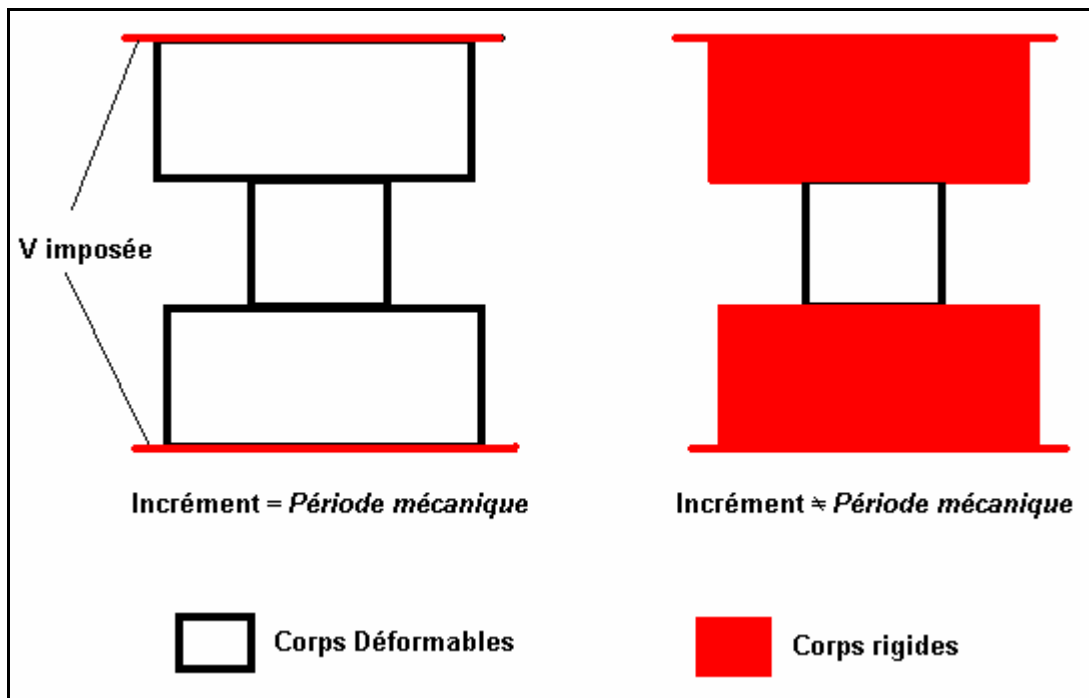 V imposée
Incrément = Période mécanique
Incrément ≠ Période mécanique
Corps Déformables
Corps rigides